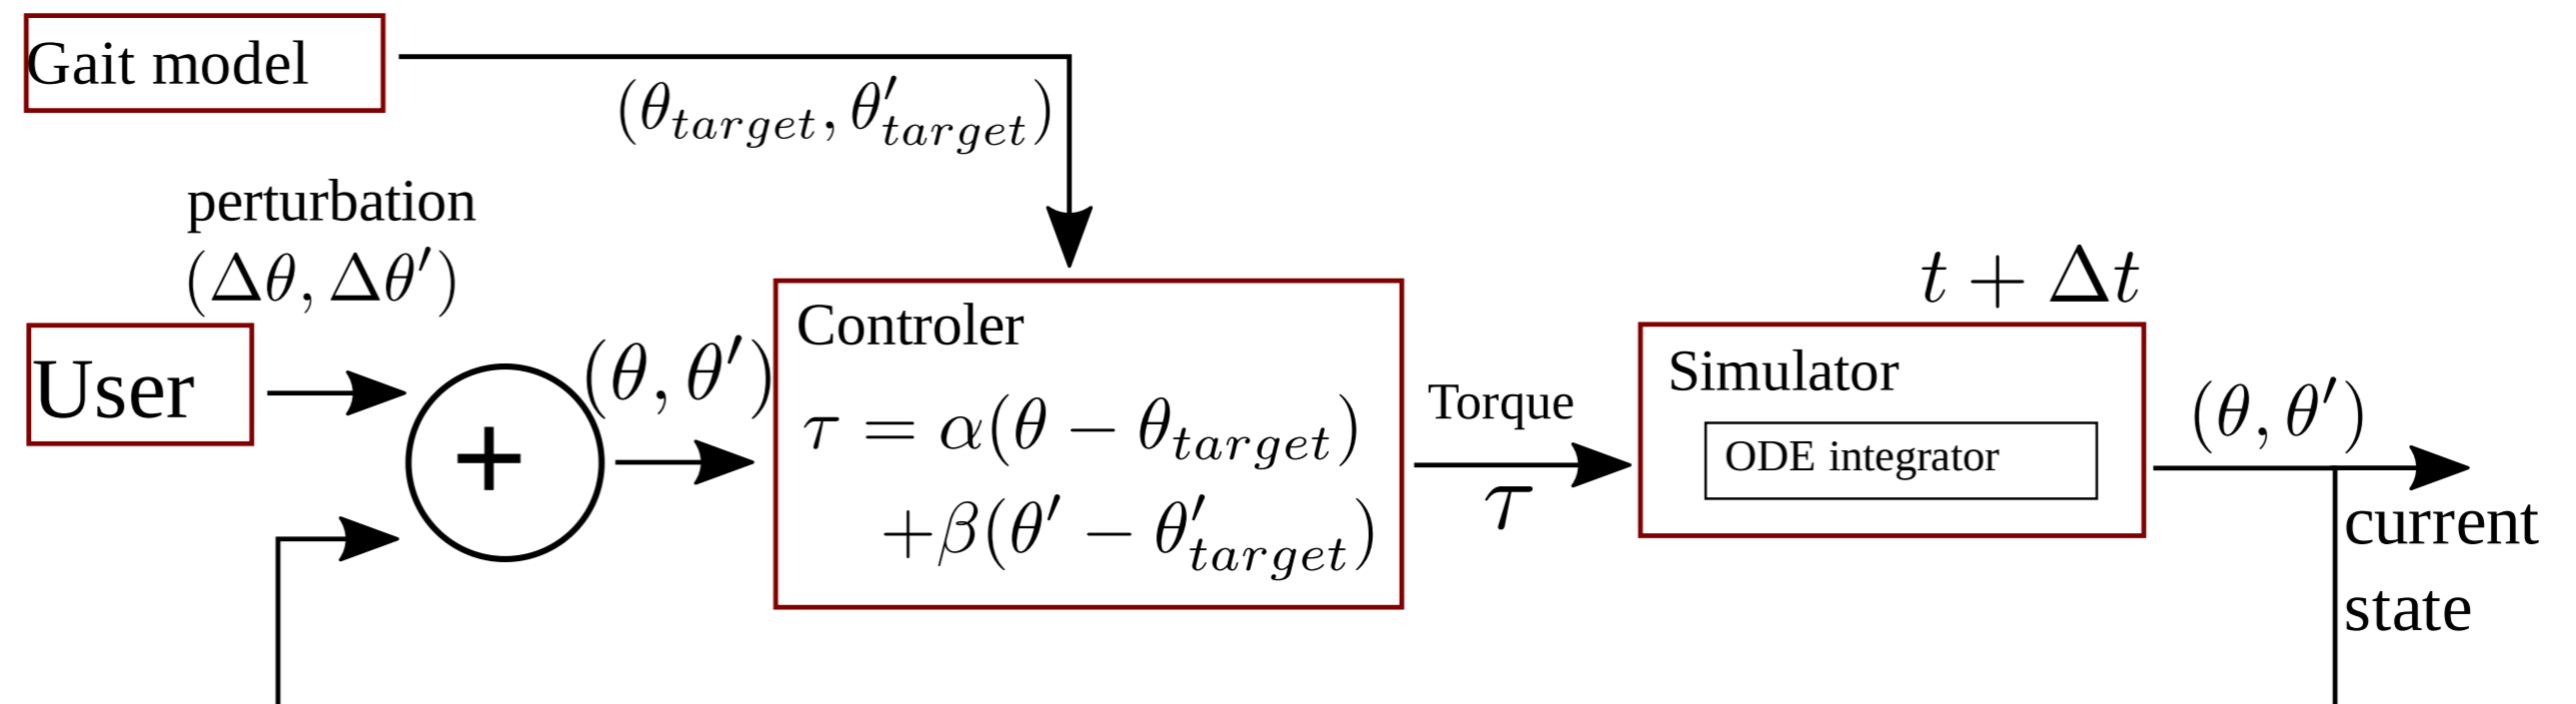 Gait model
(θ_target, θ′_target)
perturbation
(Δθ, Δθ′)
User
+
(θ, θ′)
Controler
τ = α(θ − θ_target)
+β(θ′ − θ′_target)
Torque
τ
t + Δt
Simulator
ODE integrator
(θ, θ′)
current
state